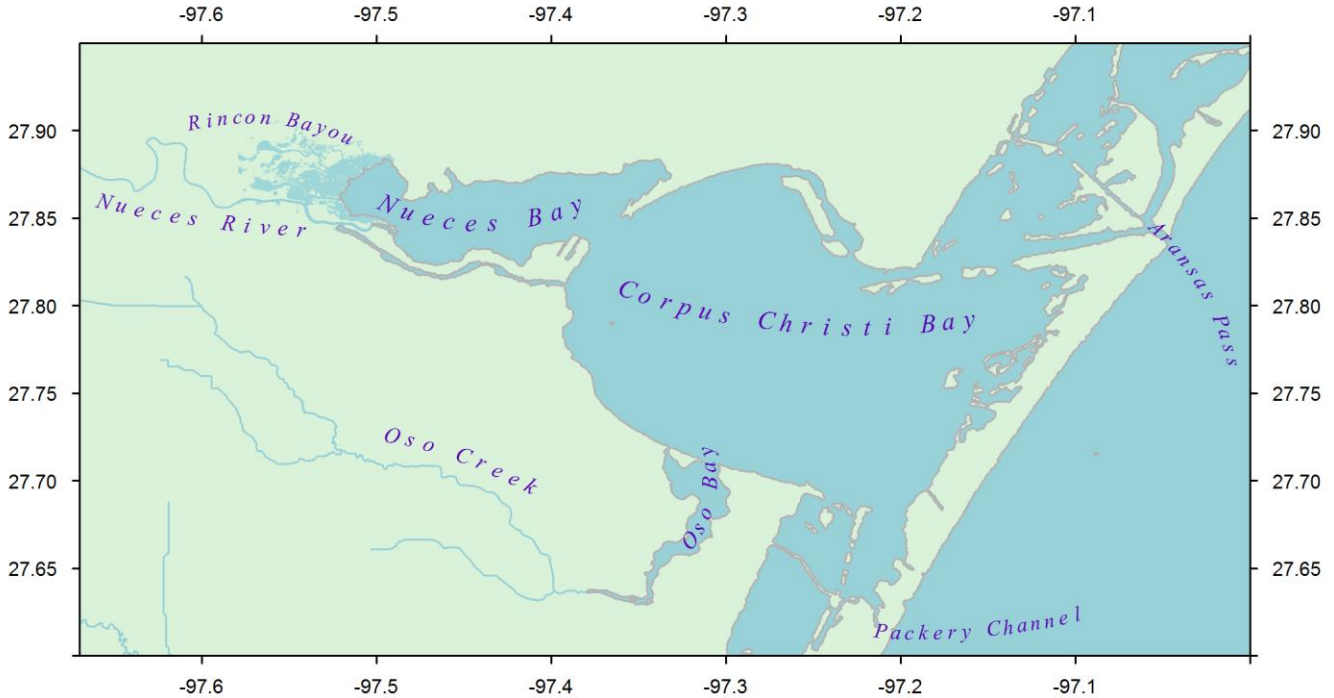 -97.6 -97.5 -97.4 -97.3 -97.2 -97.1
Rincon Bayou
27.90 27.90
Nueces River
Nueces Bay
27.85 27.85
Aransas Pass
Corpus Christi Bay
27.80 27.80
27.75 27.75
Oso Creek
Oso Bay
27.70 27.70
27.65 27.65
Packery Channel
-97.6 -97.5 -97.4 -97.3 -97.2 -97.1